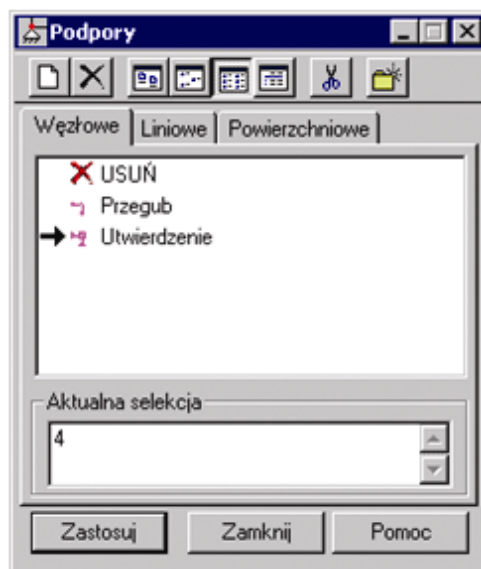 Podpory
Węzłowe Liniowe Powierzchniowe
USUŃ
Przegub
Utwierdzenie
Aktualna selekcja
4
Zastosuj Zamknij Pomoc